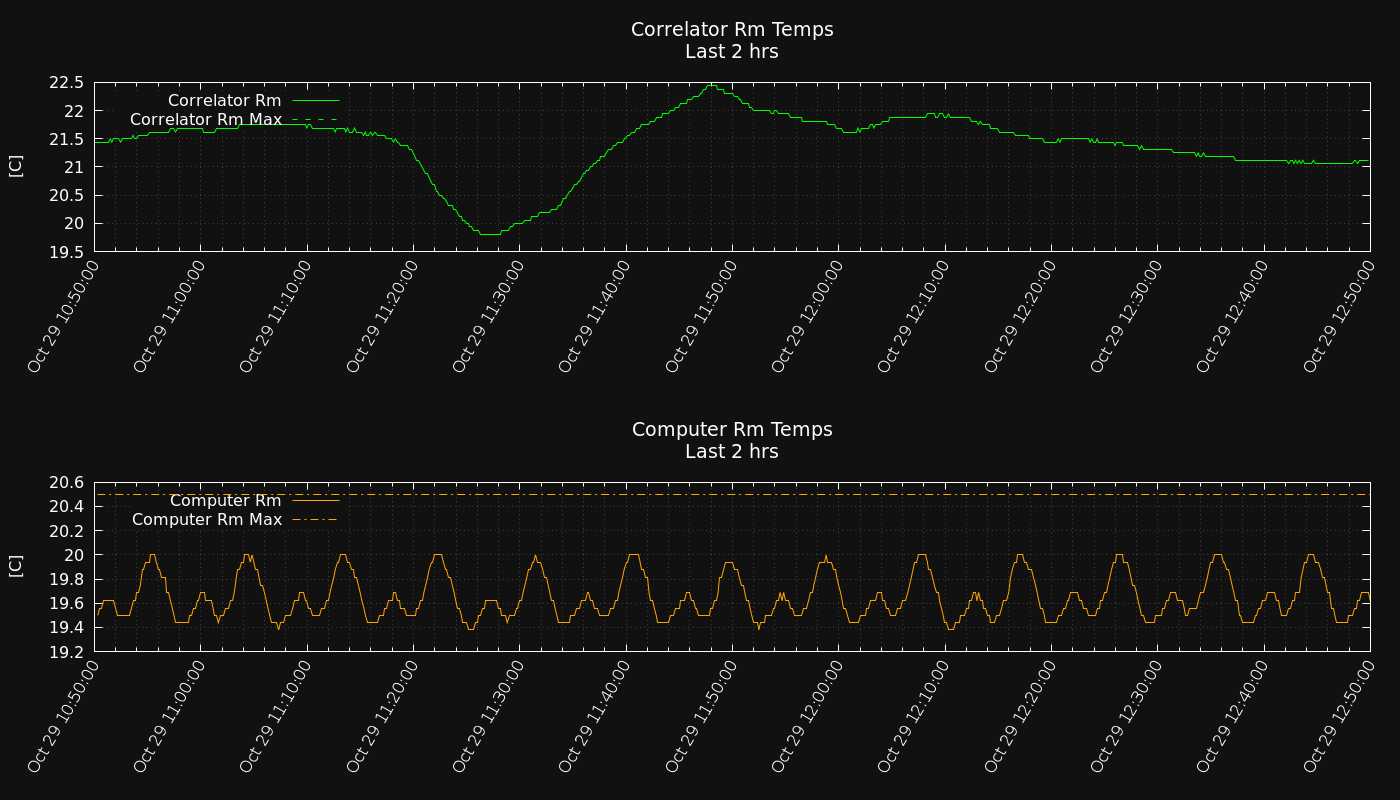 Correlator Rm Temps
Last 2 hrs
22.5
22
21.5
21
20.5
20
19.5
[C]
Correlator Rm
Correlator Rm Max
Oct 29 10:50:00
Oct 29 11:00:00
Oct 29 11:10:00
Oct 29 11:20:00
Oct 29 11:30:00
Oct 29 11:40:00
Oct 29 11:50:00
Oct 29 12:00:00
Oct 29 12:10:00
Oct 29 12:20:00
Oct 29 12:30:00
Oct 29 12:40:00
Oct 29 12:50:00
Computer Rm Temps
Last 2 hrs
20.6
20.4
20.2
20
19.8
19.6
19.4
19.2
[C]
Computer Rm
Computer Rm Max
Oct 29 10:50:00
Oct 29 11:00:00
Oct 29 11:10:00
Oct 29 11:20:00
Oct 29 11:30:00
Oct 29 11:40:00
Oct 29 11:50:00
Oct 29 12:00:00
Oct 29 12:10:00
Oct 29 12:20:00
Oct 29 12:30:00
Oct 29 12:40:00
Oct 29 12:50:00